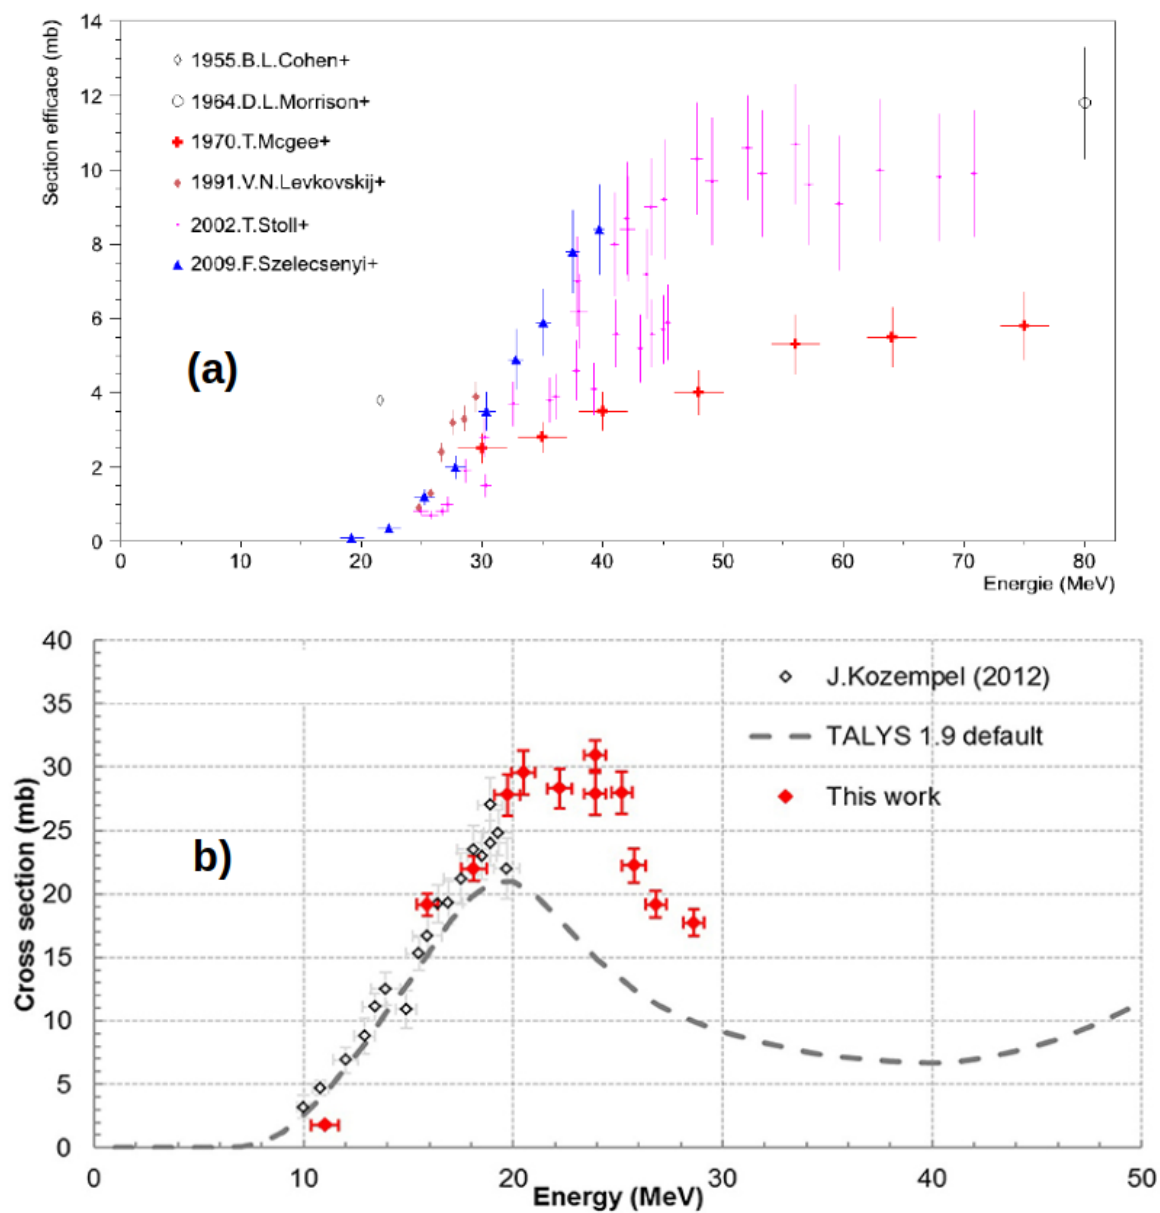 Section efficace (mb)
14
12
10
8
6
4
2
0
1955.B.L.Cohen+
1964.D.L.Morrison+
1970.T.Mcgee+
1991.V.N.Levkovskij+
2002.T.Stoll+
2009.F.Szelecsenyi+
(a)
0 10 20 30 40 50 60 70 80
Energie (MeV)
Cross section (mb)
40
35
30
25
20
15
10
5
0
J.Kozempel (2012)
TALYS 1.9 default
This work
b)
0 10 20 30 40 50
Energy (MeV)